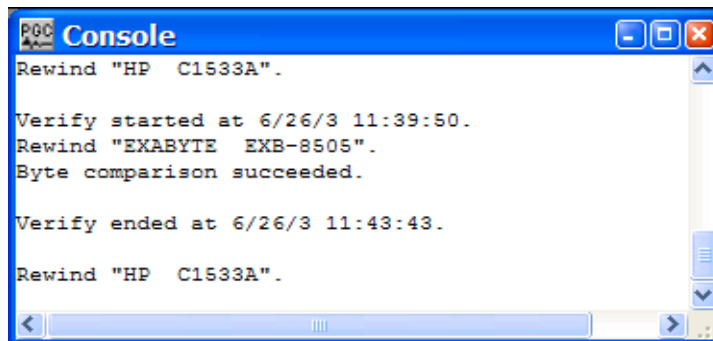 PGC Console
Rewind "HP  C1533A".
Verify started at 6/26/3 11:39:50.
Rewind "EXABYTE  EXB-8505".
Byte comparison succeeded.
Verify ended at 6/26/3 11:43:43.
Rewind "HP  C1533A".